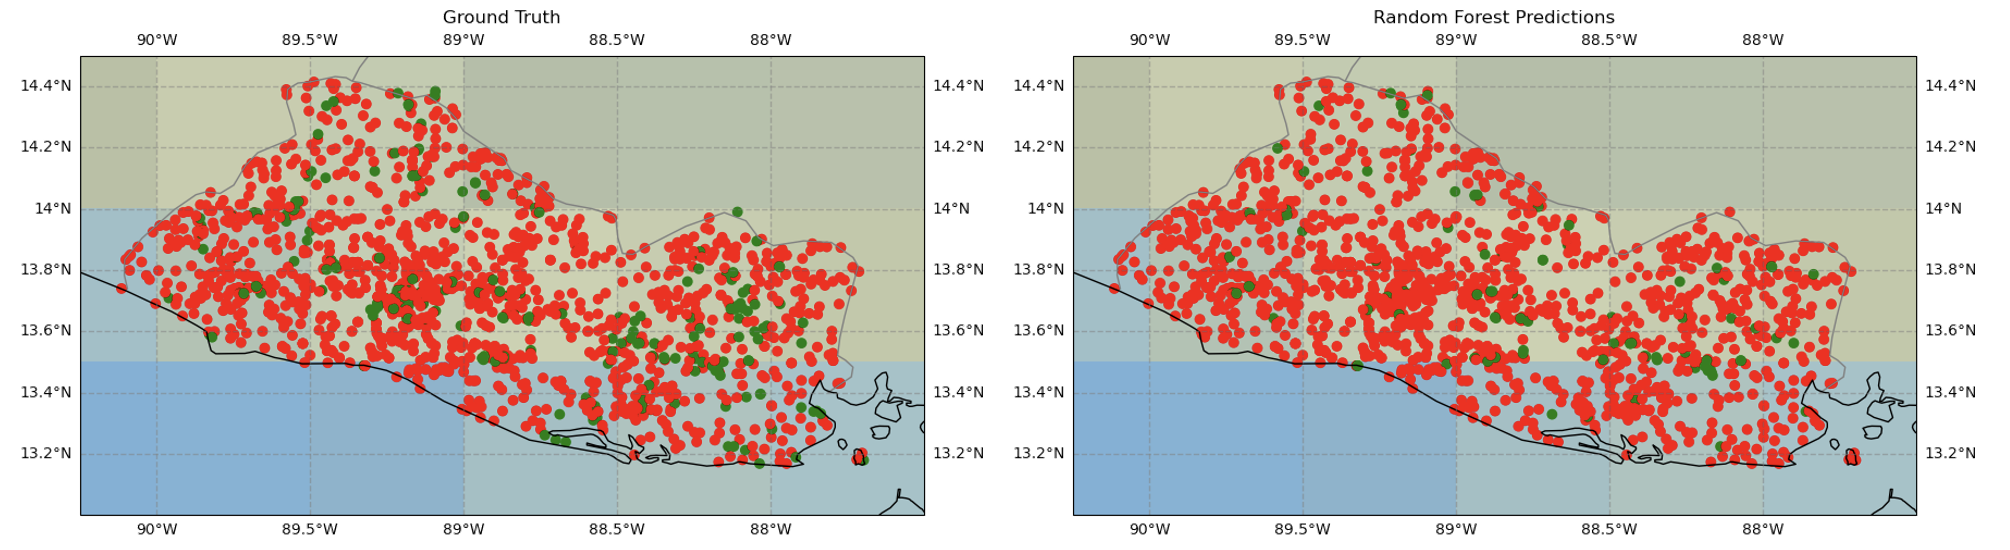 Ground Truth
Random Forest Predictions
90°W 89.5°W 89°W 88.5°W 88°W
90°W 89.5°W 89°W 88.5°W 88°W
14.4°N 14.4°N 14.4°N 14.4°N
14.2°N 14.2°N 14.2°N 14.2°N
14°N 14°N 14°N 14°N
13.8°N 13.8°N 13.8°N 13.8°N
13.6°N 13.6°N 13.6°N 13.6°N
13.4°N 13.4°N 13.4°N 13.4°N
13.2°N 13.2°N 13.2°N 13.2°N
90°W 89.5°W 89°W 88.5°W 88°W
90°W 89.5°W 89°W 88.5°W 88°W